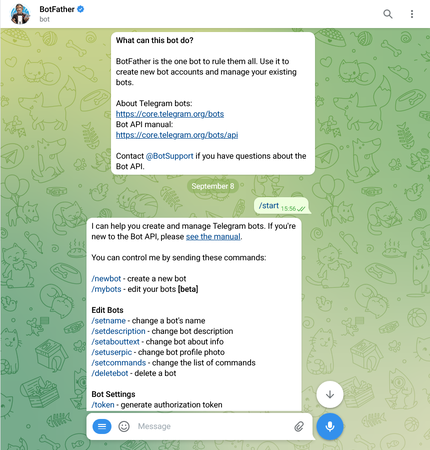 BotFather
bot
What can this bot do?
BotFather is the one bot to rule them all. Use it to
create new bot accounts and manage your existing
bots.
About Telegram bots:
https://core.telegram.org/bots
Bot API manual:
https://core.telegram.org/bots/api
Contact @BotSupport if you have questions about the
Bot API.
September 8
/start 15:56
I can help you create and manage Telegram bots. If you're
new to the Bot API, please see the manual.
You can control me by sending these commands:
/newbot - create a new bot
/mybots - edit your bots [beta]
Edit Bots
/setname - change a bot's name
/setdescription - change bot description
/setabouttext - change bot about info
/setuserpic - change bot profile photo
/setcommands - change the list of commands
/deletebot - delete a bot
Bot Settings
/token - generate authorization token
Message